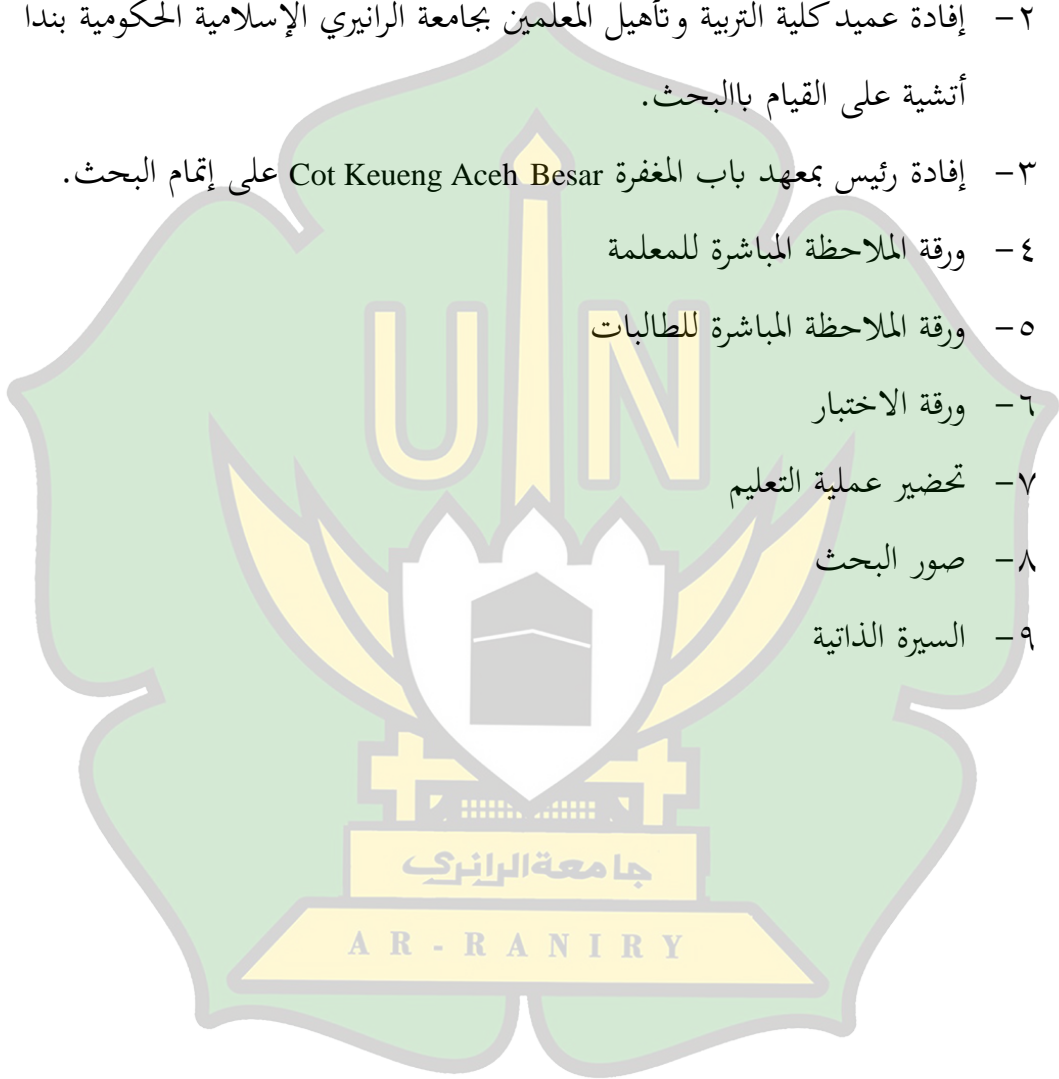 ٢- إفادة عميد كلية التربية وتأهيل المعلمين بجامعة الرانيري الإسلامية الحكومية بندا
أتشية على القيام باالبحث.
٣- إفادة رئيس بمعهد باب المغفرة Cot Keueng Aceh Besar على إتمام البحث.
٤- ورقة الملاحظة المباشرة للمعلمة
٥- ورقة الملاحظة المباشرة للطالبات
٦- ورقة الاختبار
٧- تحضير عملية التعليم
٨- صور البحث
٩- السيرة الذاتية
UIN
جامعة الرانري
AR-RANIRY